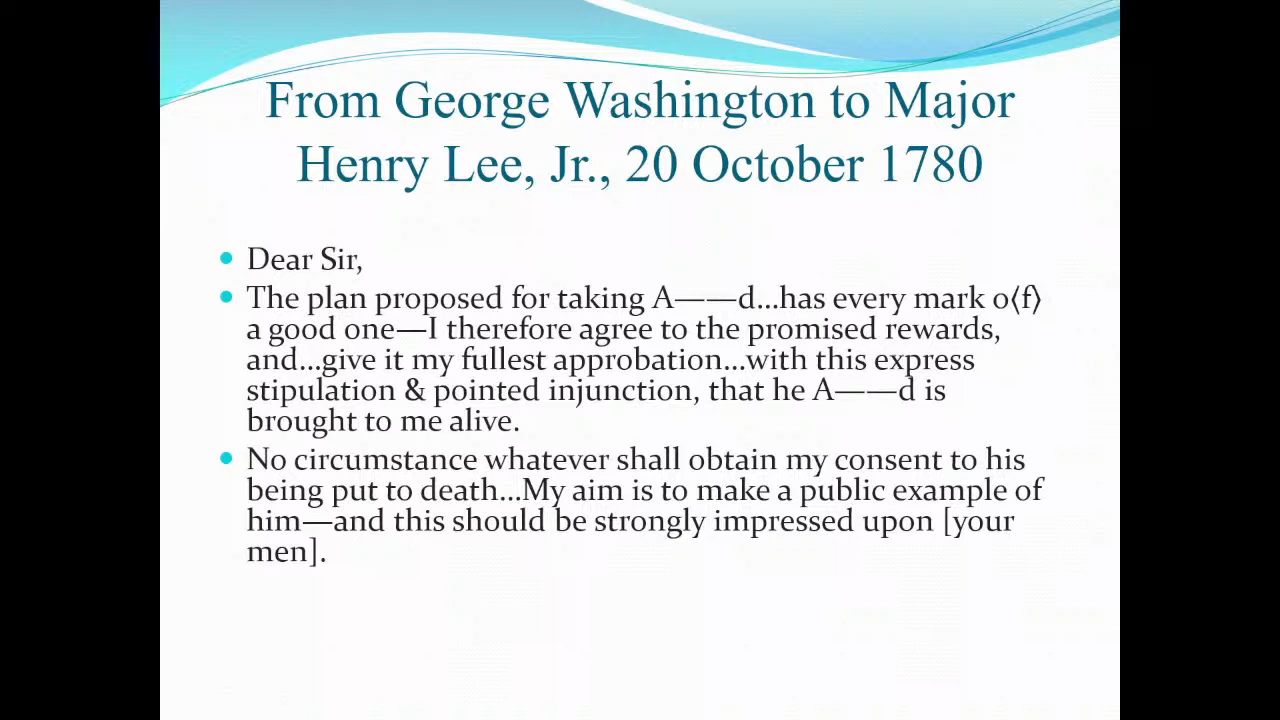 From George Washington to Major
Henry Lee, Jr., 20 October 1780
• Dear Sir,
• The plan proposed for taking A——d...has every mark o⟨f⟩
a good one—I therefore agree to the promised rewards,
and...give it my fullest approbation...with this express
stipulation & pointed injunction, that he A——d is
brought to me alive.
• No circumstance whatever shall obtain my consent to his
being put to death...My aim is to make a public example of
him—and this should be strongly impressed upon [your
men].